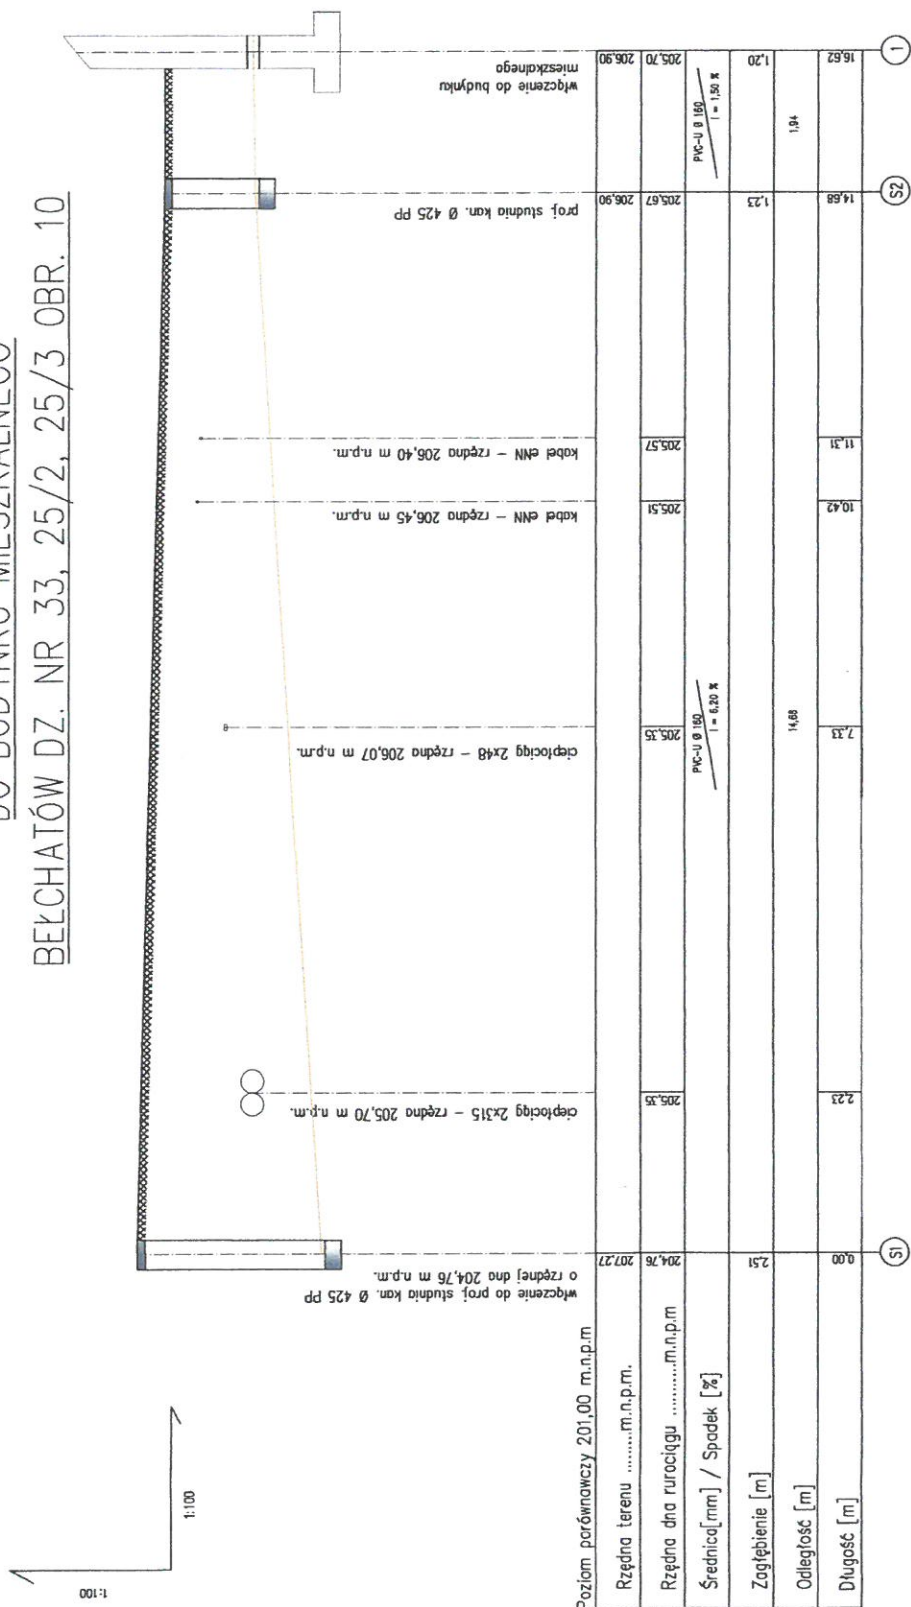 BEŁCHATÓW DZ. NR 33, 25/2, 25/3 OBR. 10
1:100
1:100
włączenie do proj. studnia kan. Ø 425 PP
o rzędnej dna 204,76 m n.p.m.
ciepłociąg 2x315 – rzędna 205,70 m n.p.m.
ciepłociąg 2x48 – rzędna 206,07 m n.p.m.
kabel eNN – rzędna 206,45 m n.p.m.
kabel eNN – rzędna 206,40 m n.p.m.
proj. studnia kan. Ø 425 PP
włączenie do budynku
mieszkalnego
Poziom porównawczy 201,00 m.n.p.m
Rzędna terenu .........m.n.p.m.
207,27
206,90
206,90
Rzędna dna rurociągu ..........m.n.p.m
204,76
205,35
205,35
205,51
205,57
205,67
205,70
Średnica[mm] / Spadek [%]
PVC-U Ø 160
i = 6,20 %
PVC-U Ø 160
i = 1,50 %
Zagłębienie [m]
2,51
1,23
1,20
Odległość [m]
14,68
1,94
Długość [m]
0,00
2,23
7,33
10,42
11,31
14,68
16,62
S1
S2
1